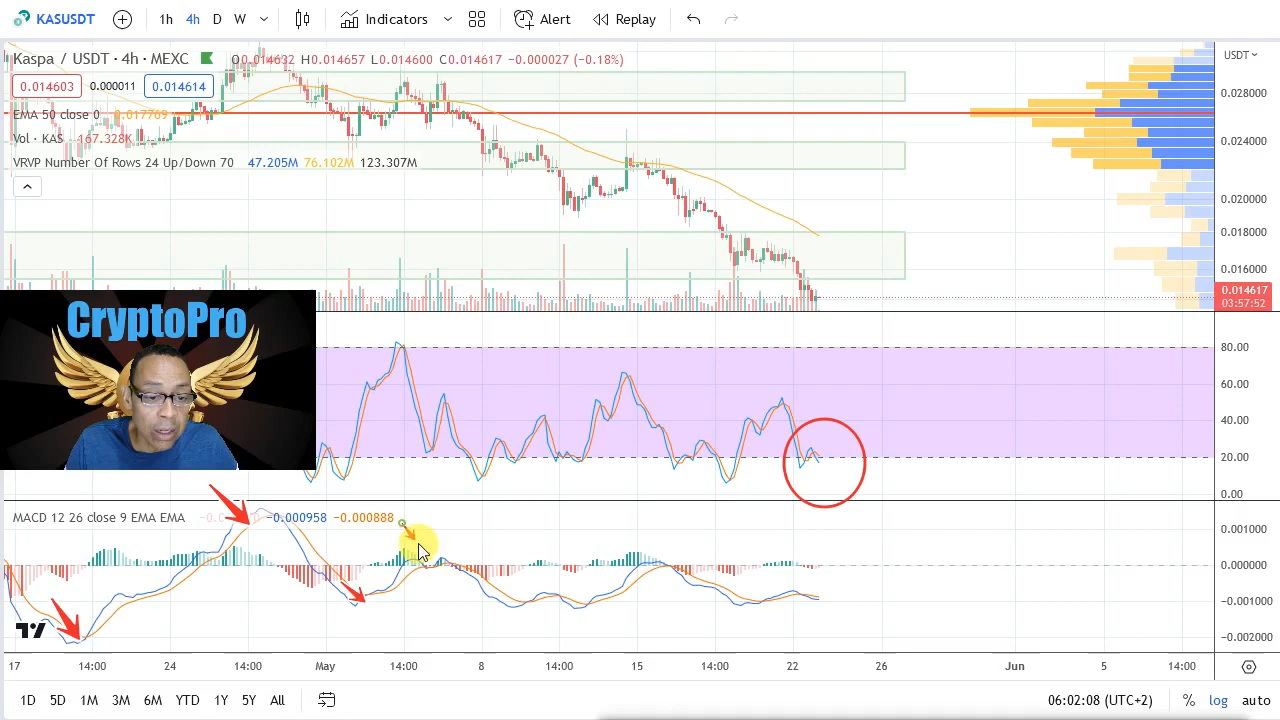 KASUSDT 1h 4h D W Indicators Alert Replay
Kaspa / USDT · 4h · MEXC O0.014632 H0.014657 L0.014600 C0.014617 −0.000027 (−0.18%)
USDT
0.014603 0.000011 0.014614
0.028000
EMA 50 close 0 0.017769
Vol · KAS 167.328K
0.024000
VRVP Number Of Rows 24 Up/Down 70 47.205M 76.102M 123.307M
0.020000
0.018000
0.016000
0.014617
03:57:52
CryptoPro
80.00
60.00
40.00
20.00
0.00
MACD 12 26 close 9 EMA EMA −0.000958 −0.000888
0.001000
0.000000
−0.001000
−0.002000
17 14:00 24 14:00 May 14:00 8 14:00 15 14:00 22 26 Jun 5 14:00
1D 5D 1M 3M 6M YTD 1Y 5Y All 06:02:08 (UTC+2) % log auto